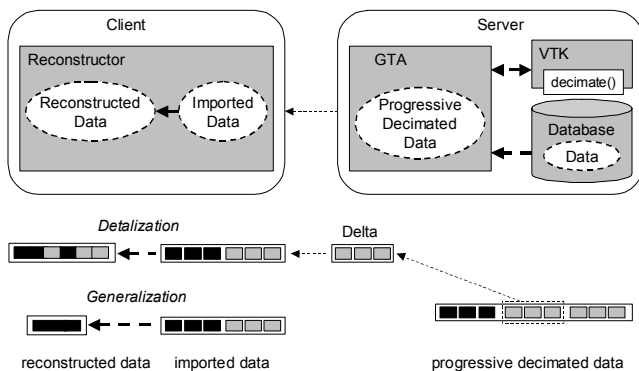 Client
Server
Reconstructor
GTA
VTK
decimate()
Reconstructed
Data
Imported
Data
Progressive
Decimated
Data
Database
Data
Detalization
Delta
Generalization
reconstructed data
imported data
progressive decimated data